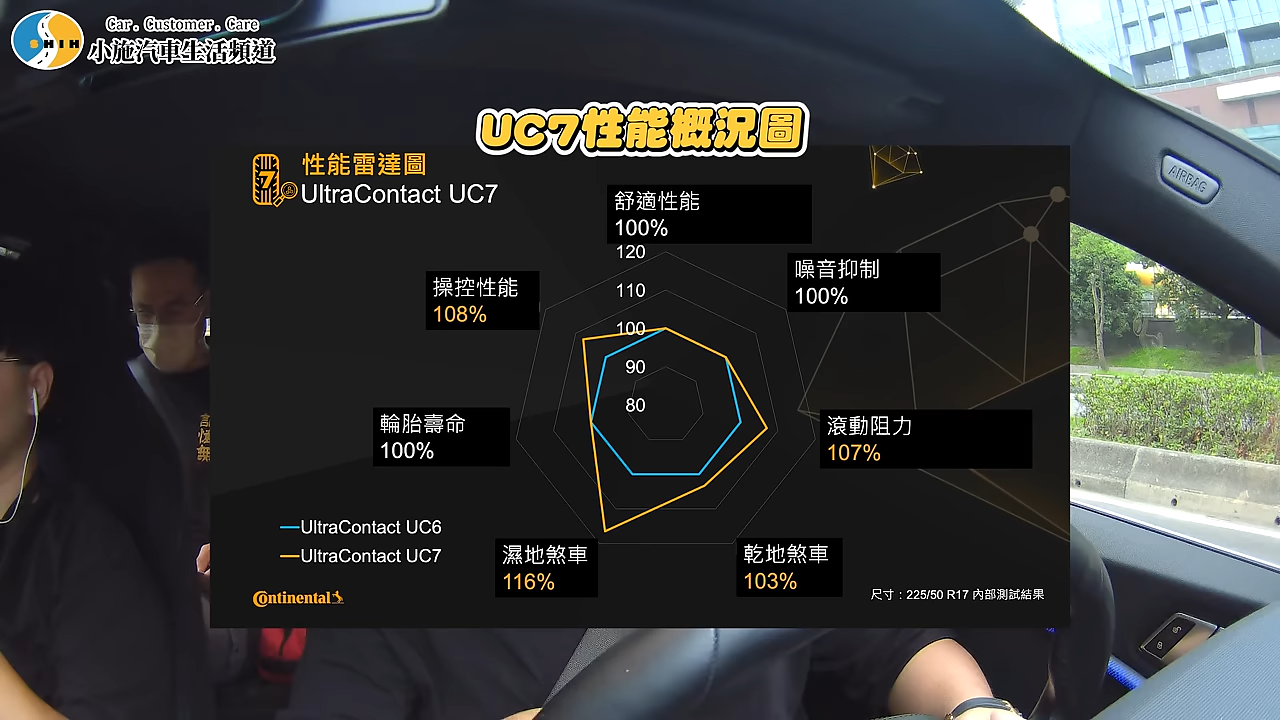 Car . Customer . Care
SHIH
小施汽車生活頻道
UC7性能概況圖
7
性能雷達圖
UltraContact UC7
舒適性能
100%
120
110
100
90
80
噪音抑制
100%
操控性能
108%
輪胎壽命
100%
滾動阻力
107%
濕地煞車
116%
乾地煞車
103%
UltraContact UC6
UltraContact UC7
Continental
尺寸：225/50 R17 內部測試結果
AIRBAG